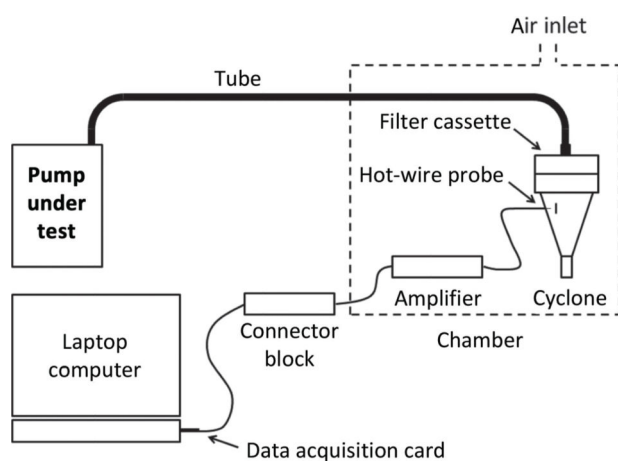 Air inlet
Tube
Filter cassette
Pump
under
test
Hot-wire probe
Amplifier
Cyclone
Connector
block
Chamber
Laptop
computer
Data acquisition card